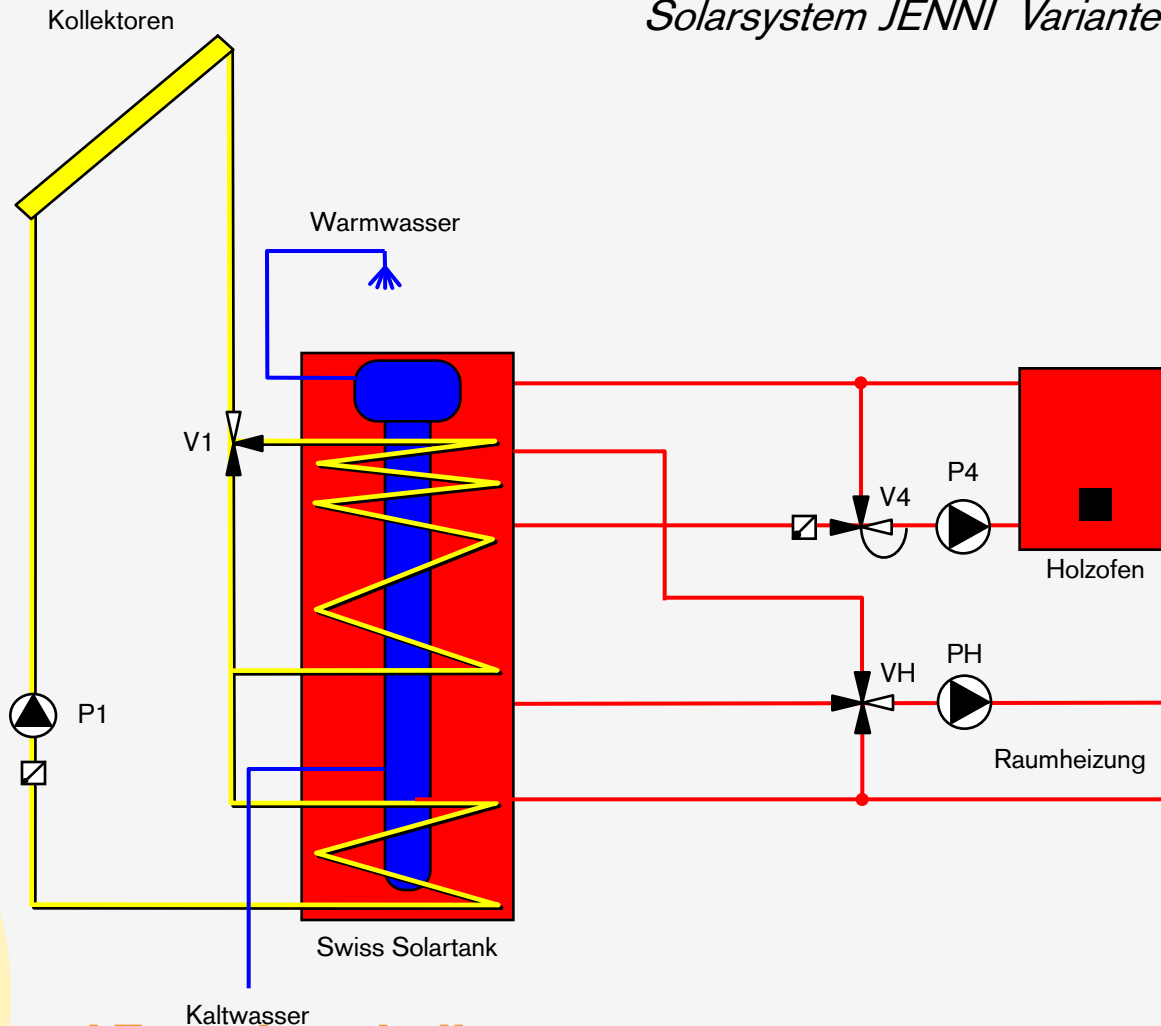 Kollektoren
Solarsystem JENNI Variante
Warmwasser
V1
V4
P4
Holzofen
VH
PH
P1
Raumheizung
Swiss Solartank
Kaltwasser